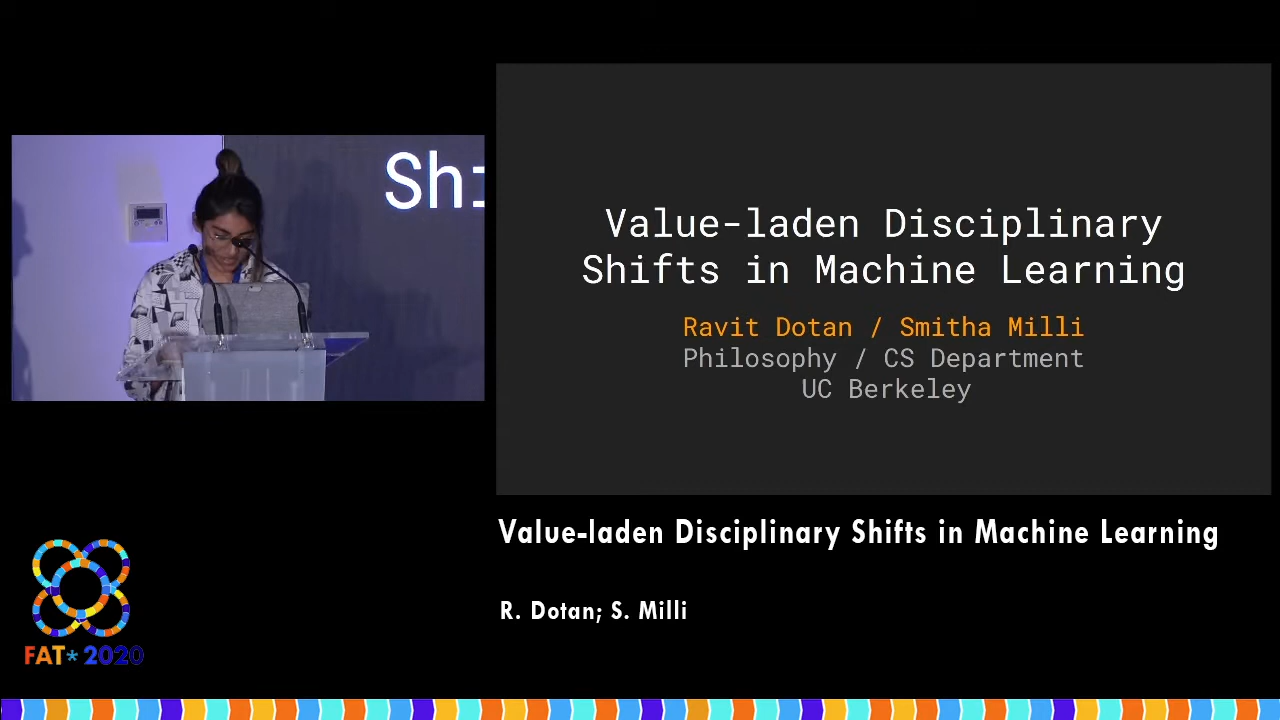 Shi
Value-laden Disciplinary
Shifts in Machine Learning
Ravit Dotan / Smitha Milli
Philosophy / CS Department
UC Berkeley
Value-laden Disciplinary Shifts in Machine Learning
R. Dotan; S. Milli
FAT* 2020